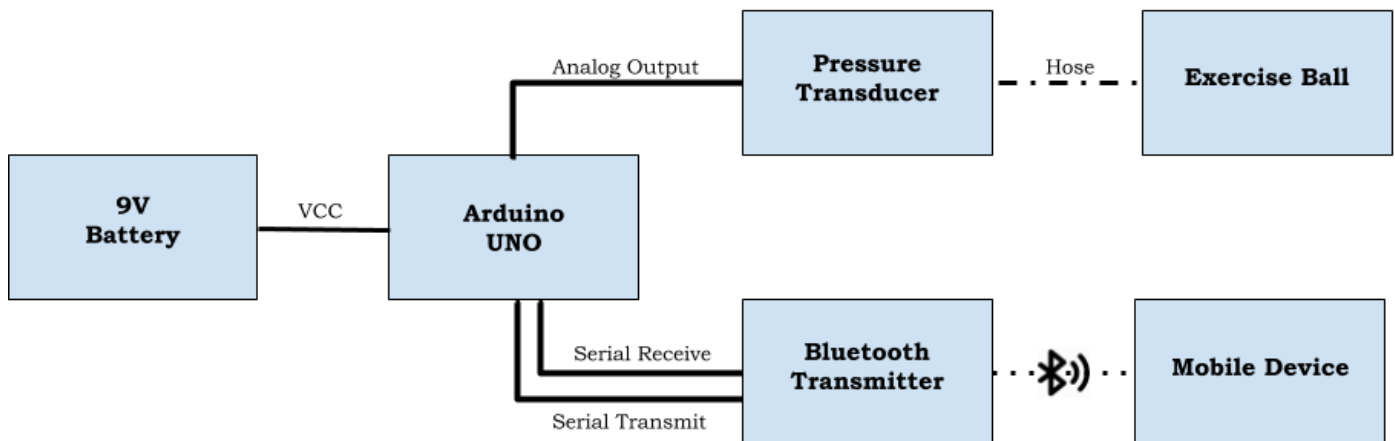 Analog Output
Pressure
Transducer
Hose
Exercise Ball
9V
Battery
VCC
Arduino
UNO
Serial Receive
Serial Transmit
Bluetooth
Transmitter
Mobile Device